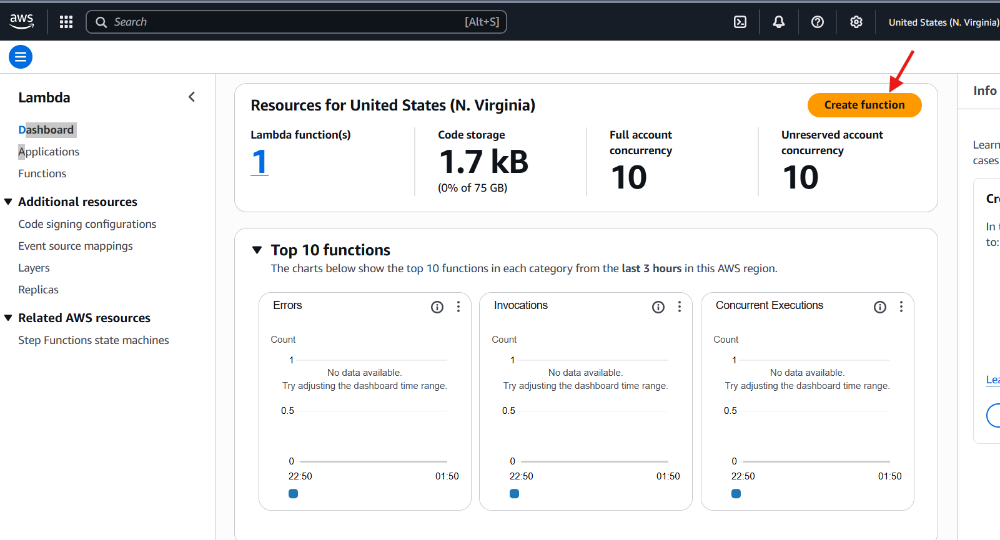 aws
Search [Alt+S]
United States (N. Virginia)
Lambda
Dashboard
Applications
Functions
Additional resources
Code signing configurations
Event source mappings
Layers
Replicas
Related AWS resources
Step Functions state machines
Resources for United States (N. Virginia)
Create function
Lambda function(s)
1
Code storage
1.7 kB
(0% of 75 GB)
Full account
concurrency
10
Unreserved account
concurrency
10
Top 10 functions
The charts below show the top 10 functions in each category from the last 3 hours in this AWS region.
Errors
Count
1
No data available.
Try adjusting the dashboard time range.
0.5
0
22:50 01:50
Invocations
Count
1
No data available.
Try adjusting the dashboard time range.
0.5
0
22:50 01:50
Concurrent Executions
Count
1
No data available.
Try adjusting the dashboard time range.
0.5
0
22:50 01:50
Info
Learn
cases
In
to: